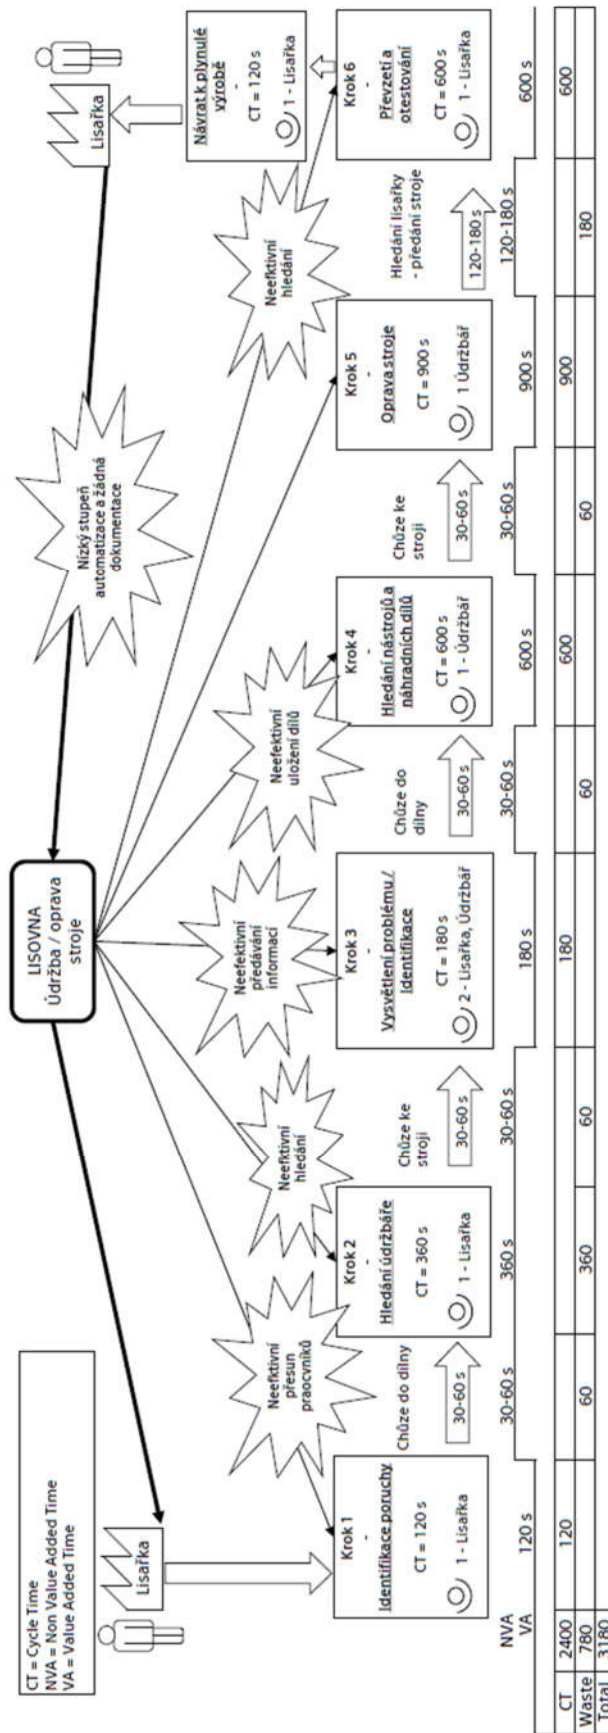 CT = Cycle Time
NVA = Non Value Added Time
VA = Value Added Time
LISOVNA
Údržba / oprava
stroje
Nízký stupeň
automatizace a žádná
dokumentace
Lisařka
Lisařka
Návrat k plynulé
výrobě
-
CT = 120 s
1 - Lisařka
Neefktivní
přesun
praocvníků
Neefktivní
hledání
Neefektivní
předávání
informací
Neefektivní
uložení dílů
Neefktivní
hledání
Krok 1
-
Identifikace poruchy
CT = 120 s
1 - Lisařka
Chůze do dílny
30-60 s
Krok 2
-
Hledání údržbáře
CT = 360 s
1 - Lisařka
Chůze ke
stroji
30-60 s
Krok 3
-
Vysvětlení problému /
Identifikace
CT = 180 s
2 - Lisařka, Údržbář
Chůze do
dílny
30-60 s
Krok 4
-
Hledání nástrojů a
náhradních dílů
CT = 600 s
1 - Údržbář
Chůze ke
stroji
30-60 s
Krok 5
-
Oprava stroje
CT = 900 s
1 Údržbář
Hledání lisařky
- předání stroje
120-180 s
Krok 6
-
Převzetí a
otestování
CT = 600 s
1 - Lisařka
NVA 30-60 s 30-60 s 30-60 s 30-60 s 120-180 s
VA 120 s 360 s 180 s 600 s 900 s 600 s
CT 2400 120 360 180 600 900 600
Waste 780 60 60 60 60 180
Total 3180